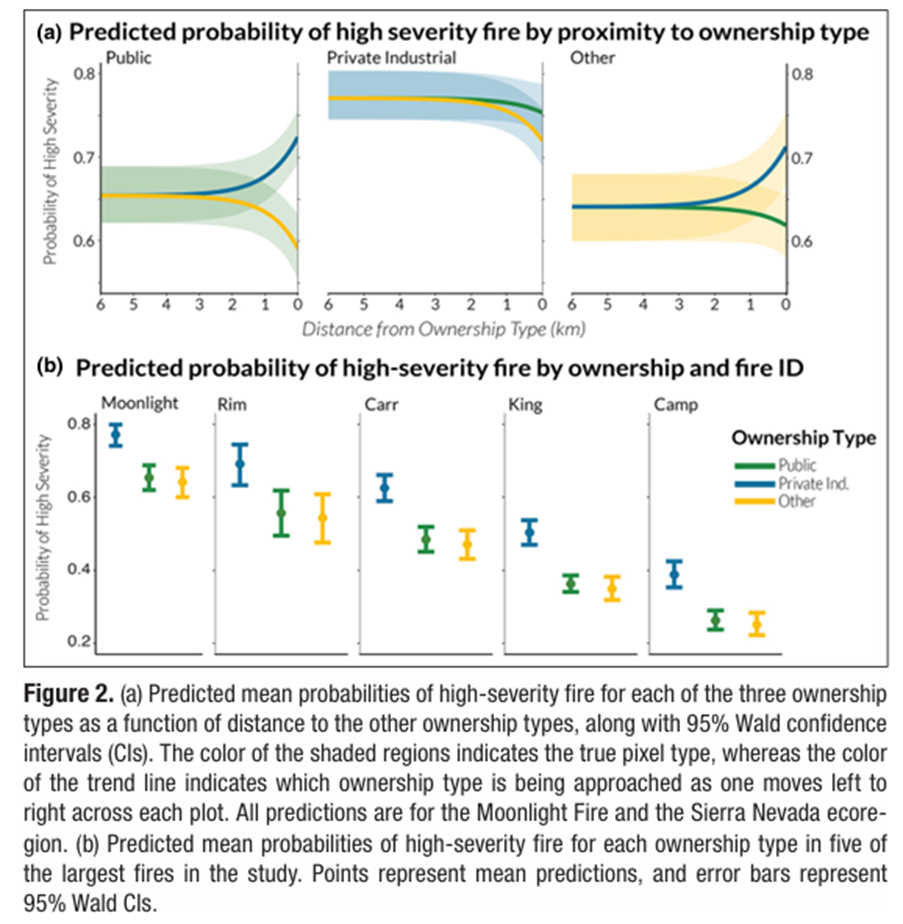 (a) Predicted probability of high severity fire by proximity to ownership type
Public
Private Industrial
Other
Probability of High Severity
0.8
0.7
0.6
0.8
0.7
0.6
6 5 4 3 2 1 0
6 5 4 3 2 1 0
6 5 4 3 2 1 0
Distance from Ownership Type (km)
(b) Predicted probability of high-severity fire by ownership and fire ID
Moonlight
Rim
Carr
King
Camp
Probability of High Severity
0.8
0.6
0.4
0.2
Ownership Type
Public
Private Ind.
Other
Figure 2. (a) Predicted mean probabilities of high-severity fire for each of the three ownership
types as a function of distance to the other ownership types, along with 95% Wald confidence
intervals (CIs). The color of the shaded regions indicates the true pixel type, whereas the color
of the trend line indicates which ownership type is being approached as one moves left to
right across each plot. All predictions are for the Moonlight Fire and the Sierra Nevada ecore-
gion. (b) Predicted mean probabilities of high-severity fire for each ownership type in five of
the largest fires in the study. Points represent mean predictions, and error bars represent
95% Wald CIs.